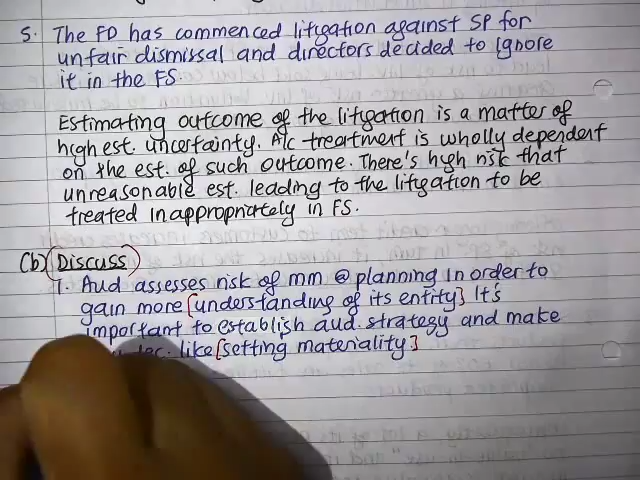 5. The FD has commenced litigation against SP for
unfair dismissal and directors decided to ignore
it in the FS.
Estimating outcome of the litigation is a matter of
high est. uncertainty. A/c treatment is wholly dependent
on the est. of such outcome. There's high risk that
unreasonable est. leading to the litigation to be
treated inappropriately in FS.
(b) (Discuss)
1. Aud assesses risk of mm @ planning in order to
gain more [understanding of its entity] It's
important to establish aud. strategy and make
like [setting materiality]